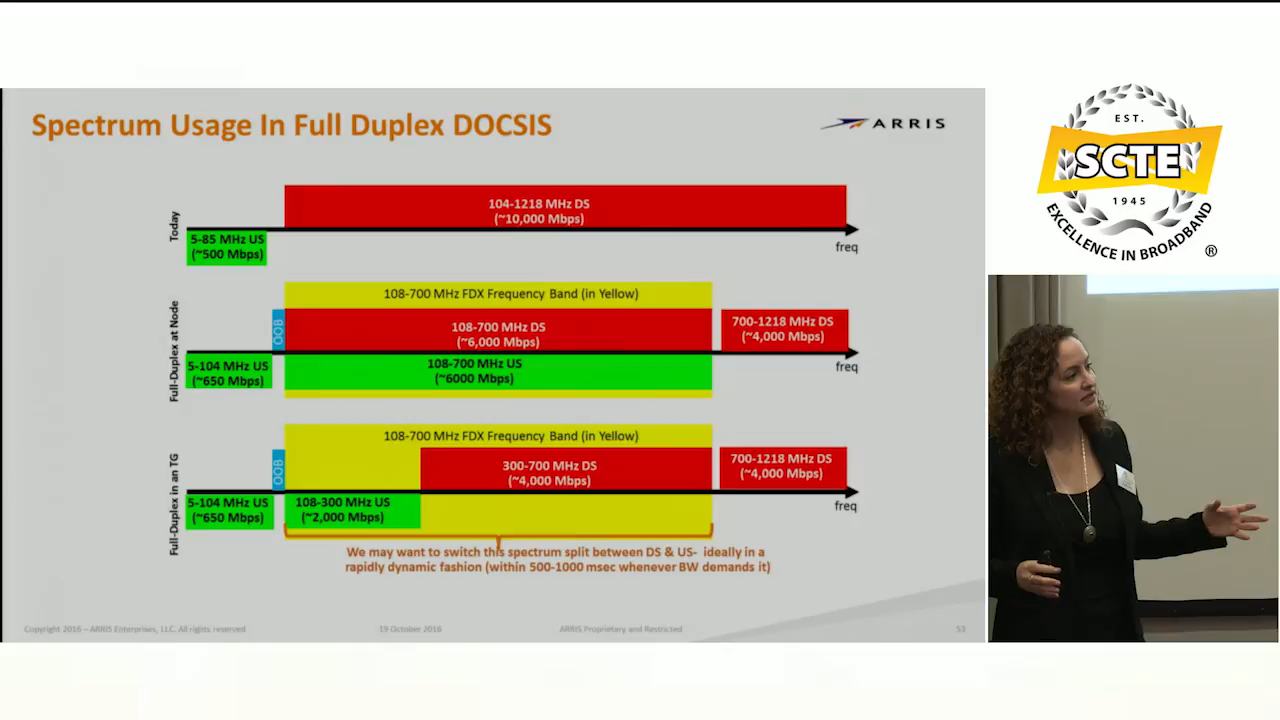 Spectrum Usage In Full Duplex DOCSIS
ARRIS
EST.
SCTE
1945
EXCELLENCE IN BROADBAND
®
Today
104-1218 MHz DS
(~10,000 Mbps)
5-85 MHz US
(~500 Mbps)
freq
Full-Duplex at Node
108-700 MHz FDX Frequency Band (in Yellow)
OOB
108-700 MHz DS
(~6,000 Mbps)
700-1218 MHz DS
(~4,000 Mbps)
5-104 MHz US
(~650 Mbps)
108-700 MHz US
(~6000 Mbps)
freq
Full-Duplex in an TG
108-700 MHz FDX Frequency Band (in Yellow)
OOB
300-700 MHz DS
(~4,000 Mbps)
700-1218 MHz DS
(~4,000 Mbps)
5-104 MHz US
(~650 Mbps)
108-300 MHz US
(~2,000 Mbps)
freq
We may want to switch this spectrum split between DS & US- ideally in a
rapidly dynamic fashion (within 500-1000 msec whenever BW demands it)
Copyright 2016 – ARRIS Enterprises, LLC. All rights reserved
19 October 2016
ARRIS Proprietary and Restricted
53